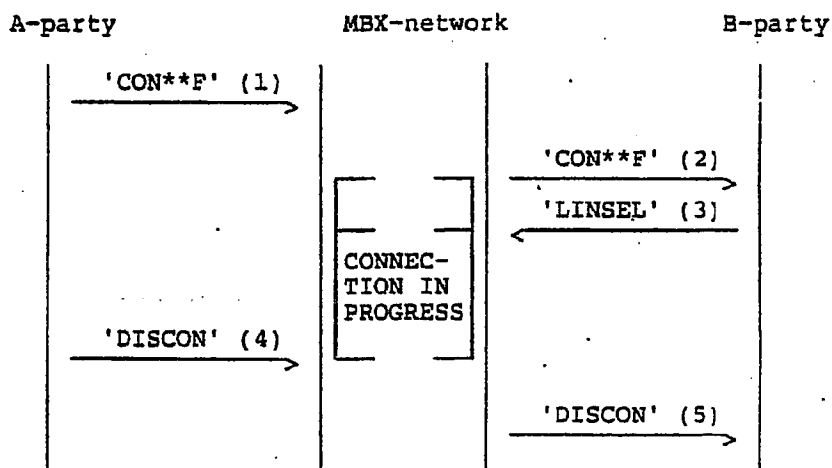 A-party MBX-network B-party
'CON**F' (1)
'CON**F' (2)
'LINSEL' (3)
CONNEC-
TION IN
PROGRESS
'DISCON' (4)
'DISCON' (5)